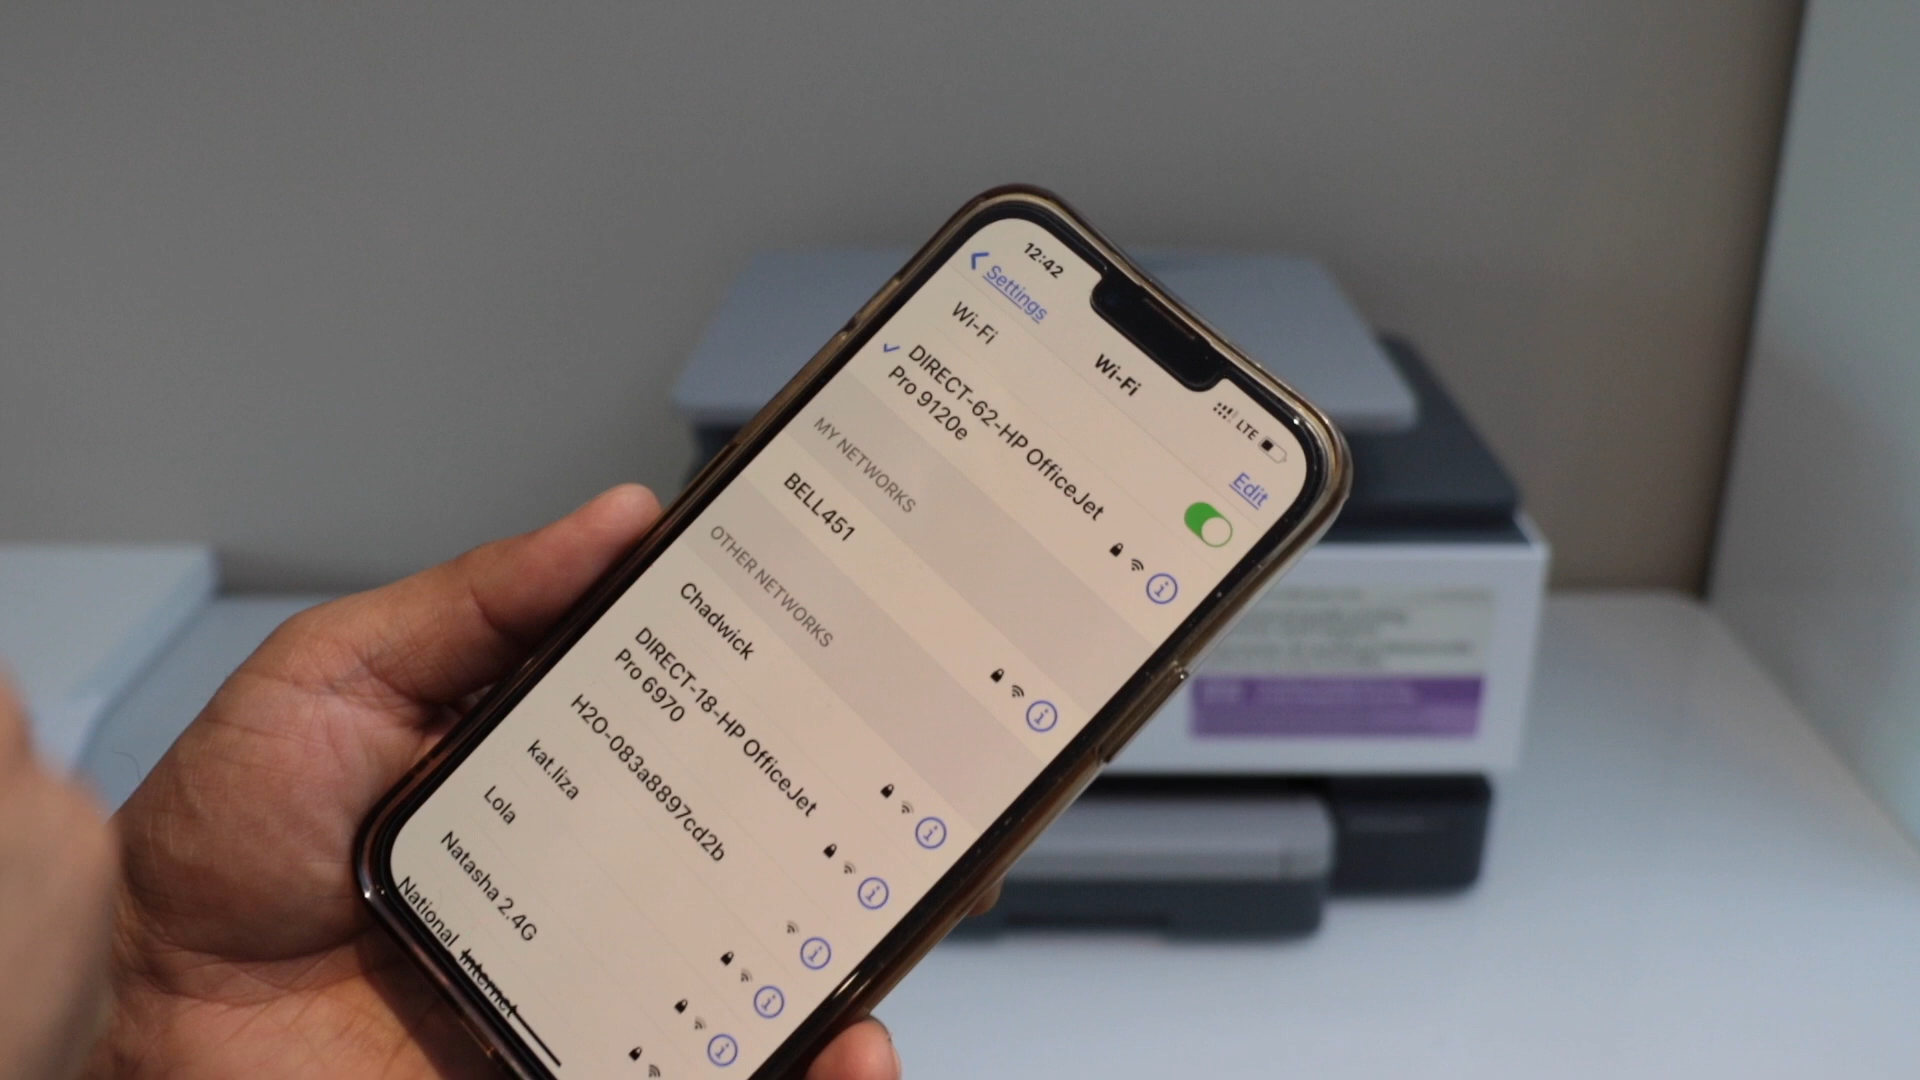 12:42
LTE
Settings
Wi-Fi
Edit
Wi-Fi
DIRECT-62-HP OfficeJet
Pro 9120e
MY NETWORKS
BELL451
OTHER NETWORKS
Chadwick
DIRECT-18-HP OfficeJet
Pro 6970
H2O-083a8897cd2b
kat.liza
Lola
Natasha 2.4G
National Internet